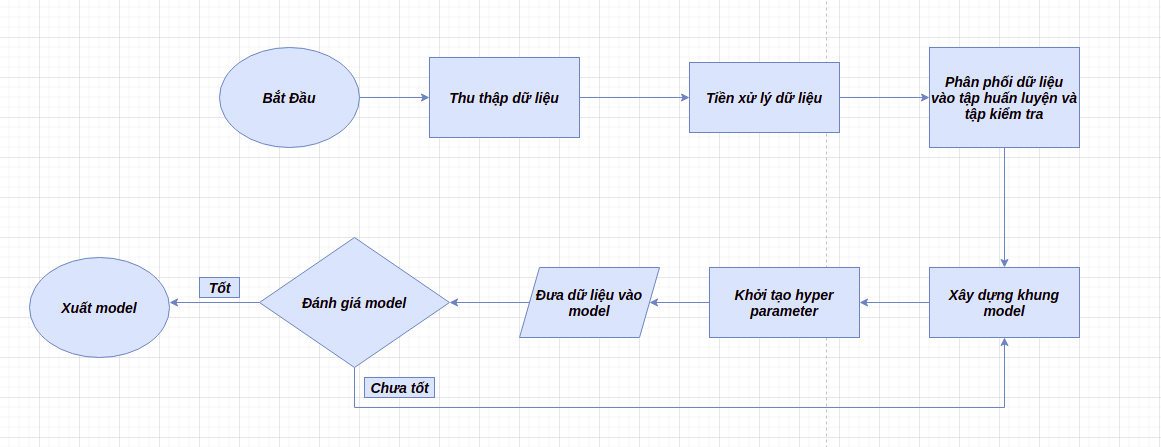 Bắt Đầu
Thu thập dữ liệu
Tiền xử lý dữ liệu
Phân phối dữ liệu
vào tập huấn luyện và
tập kiểm tra
Xây dựng khung
model
Khởi tạo hyper
parameter
Đưa dữ liệu vào
model
Đánh giá model
Tốt
Xuất model
Chưa tốt